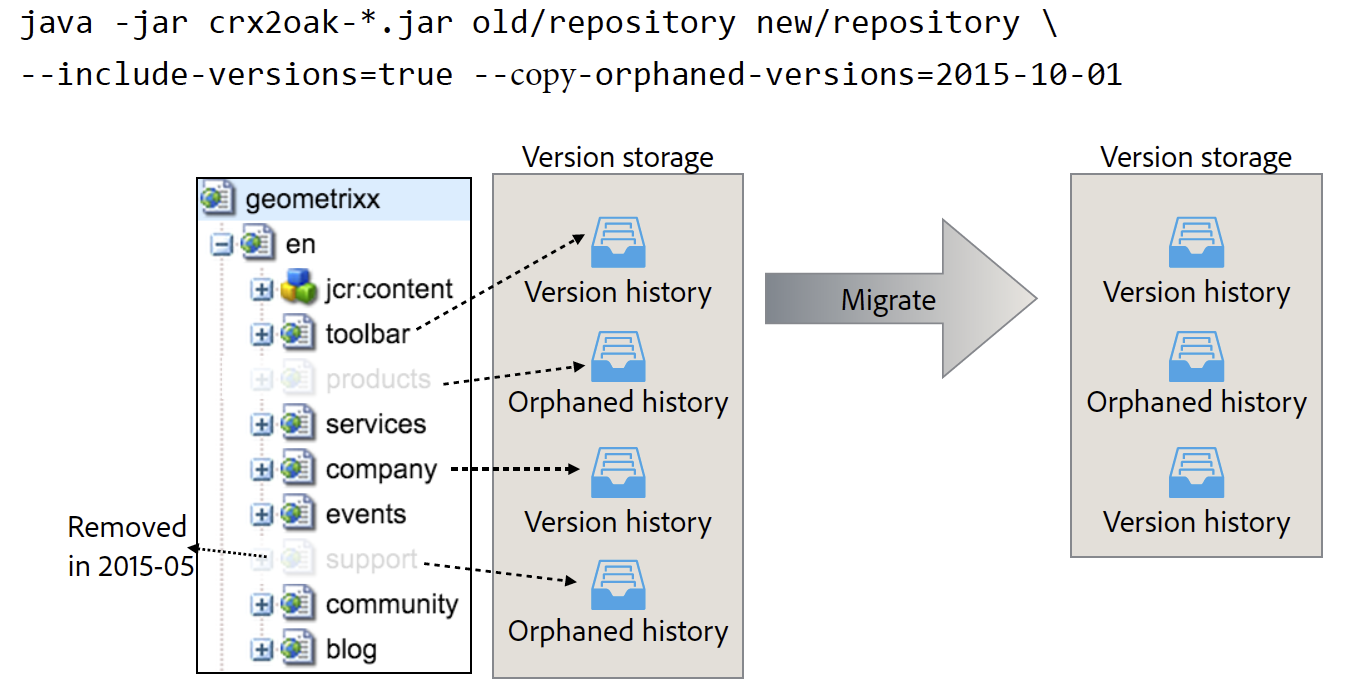 java -jar crx2oak-*.jar old/repository new/repository \
--include-versions=true --copy-orphaned-versions=2015-10-01
Version storage
Version storage
geometrixx
en
jcr:content
toolbar
products
services
company
events
support
community
blog
Removed
in 2015-05
Version history
Orphaned history
Version history
Orphaned history
Migrate
Version history
Orphaned history
Version history